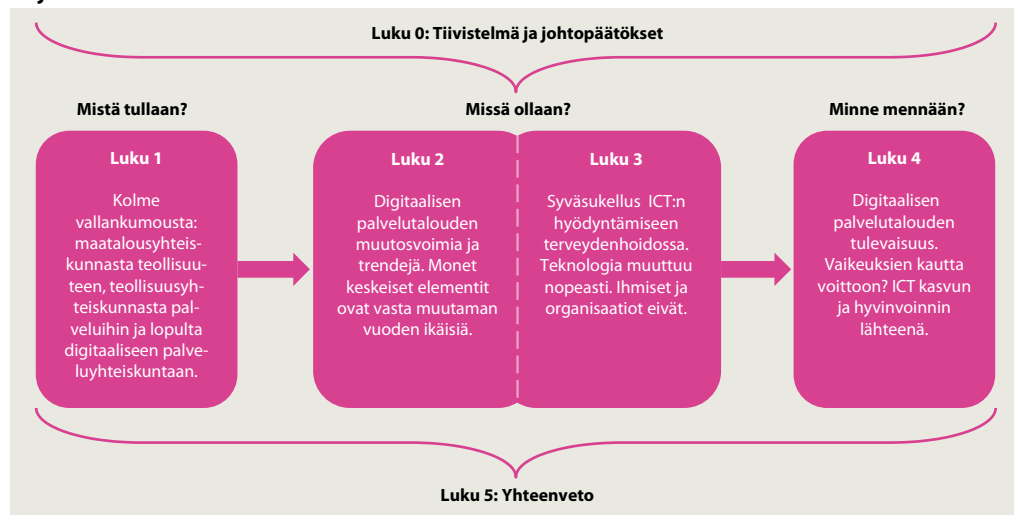 Luku 0: Tiivistelmä ja johtopäätökset
Mistä tullaan?
Missä ollaan?
Minne mennään?
Luku 1
Kolme
vallankumousta:
maatalousyhteis-
kunnasta teollisuu-
teen, teollisuusyh-
teiskunnasta pal-
veluihin ja lopulta
digitaaliseen palve-
luyhteiskuntaan.
Luku 2
Digitaalisen
palvelutalouden
muutosvoimia ja
trendejä. Monet
keskeiset elementit
ovat vasta muutaman
vuoden ikäisiä.
Luku 3
Syväsukellus ICT:n
hyödyntämiseen
terveydenhoidossa.
Teknologia muuttuu
nopeasti. Ihmiset ja
organisaatiot eivät.
Luku 4
Digitaalisen
palvelutalouden
tulevaisuus.
Vaikeuksien kautta
voittoon? ICT kasvun
ja hyvinvoinnin
lähteenä.
Luku 5: Yhteenveto